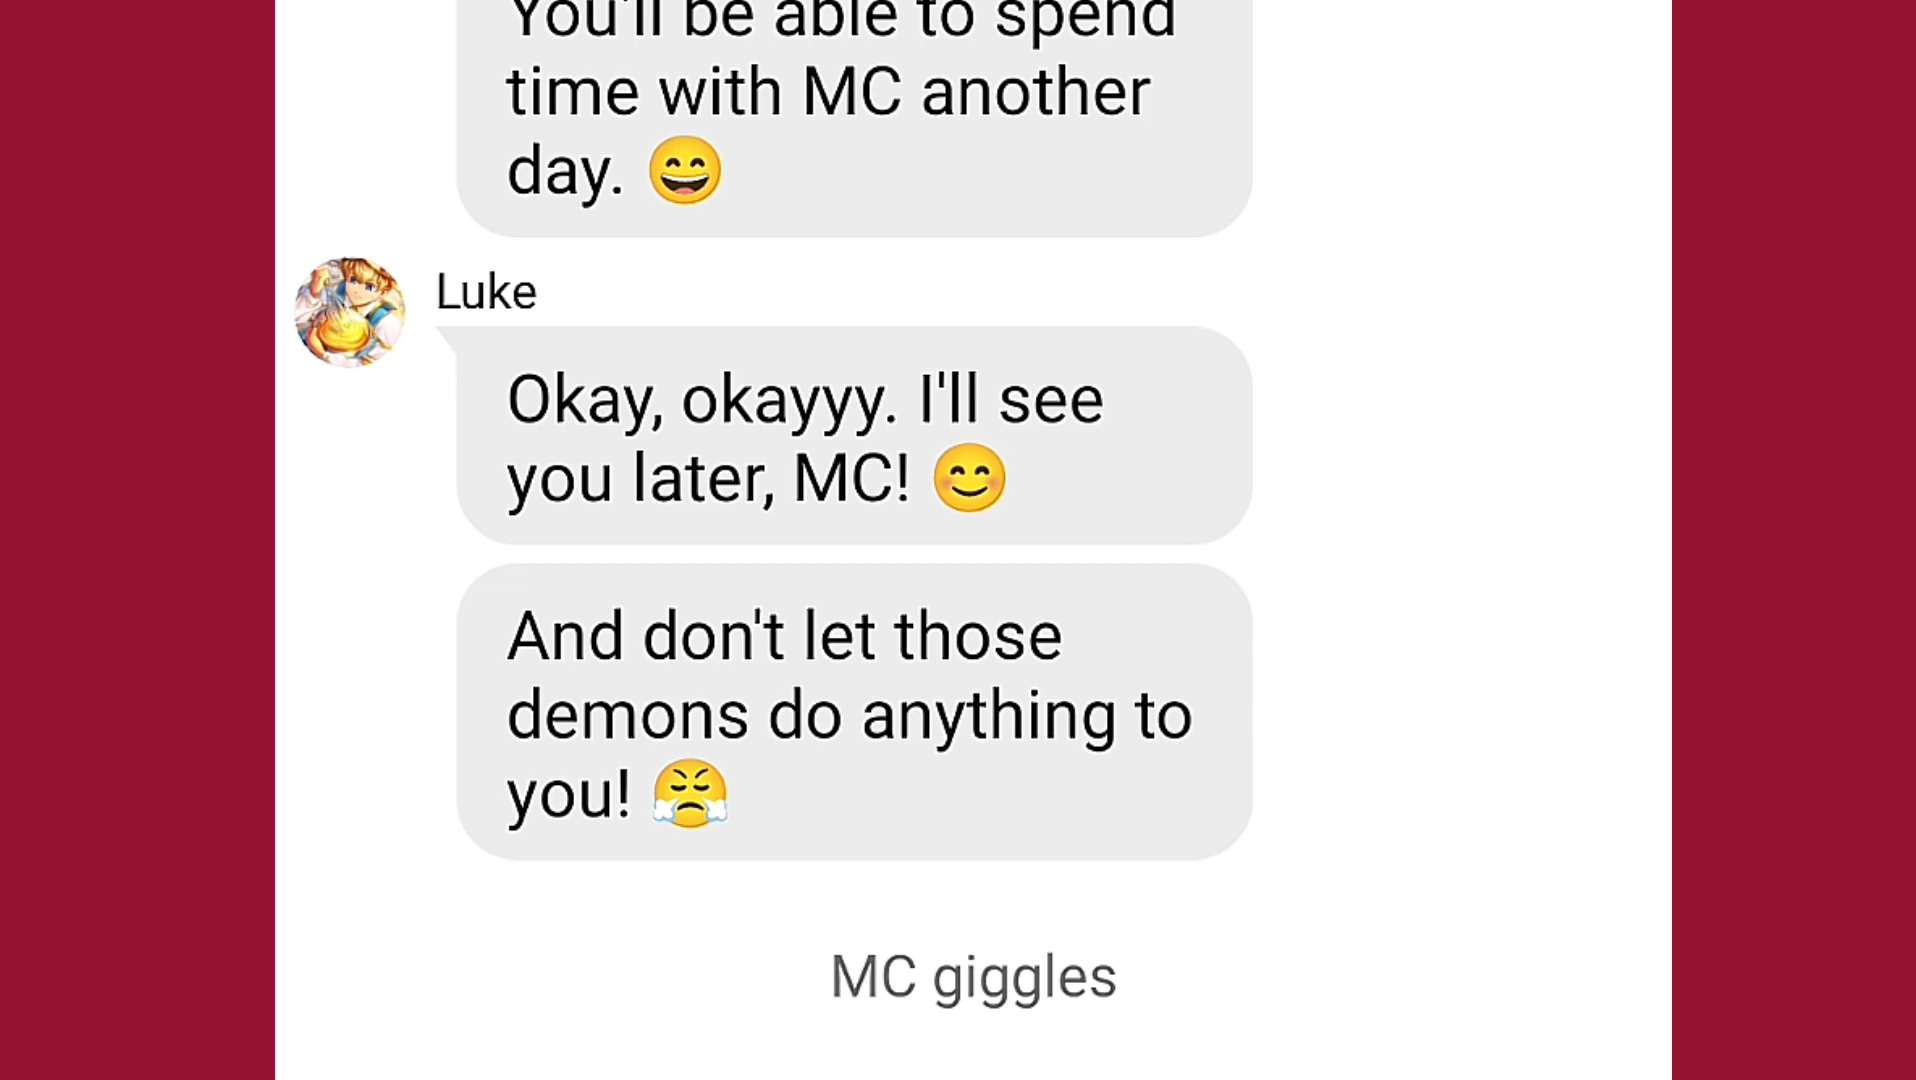 You'll be able to spend
time with MC another
day. 😄
Luke
Okay, okayyy. I'll see
you later, MC! 😊
And don't let those
demons do anything to
you! 😤
MC giggles